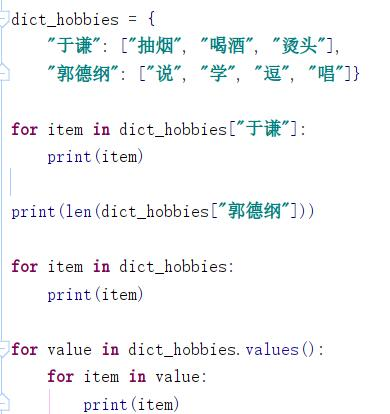 dict_hobbies = {
    "于谦": ["抽烟", "喝酒", "烫头"],
    "郭德纲": ["说", "学", "逗", "唱"]}

for item in dict_hobbies["于谦"]:
    print(item)

print(len(dict_hobbies["郭德纲"]))

for item in dict_hobbies:
    print(item)

for value in dict_hobbies.values():
    for item in value:
        print(item)